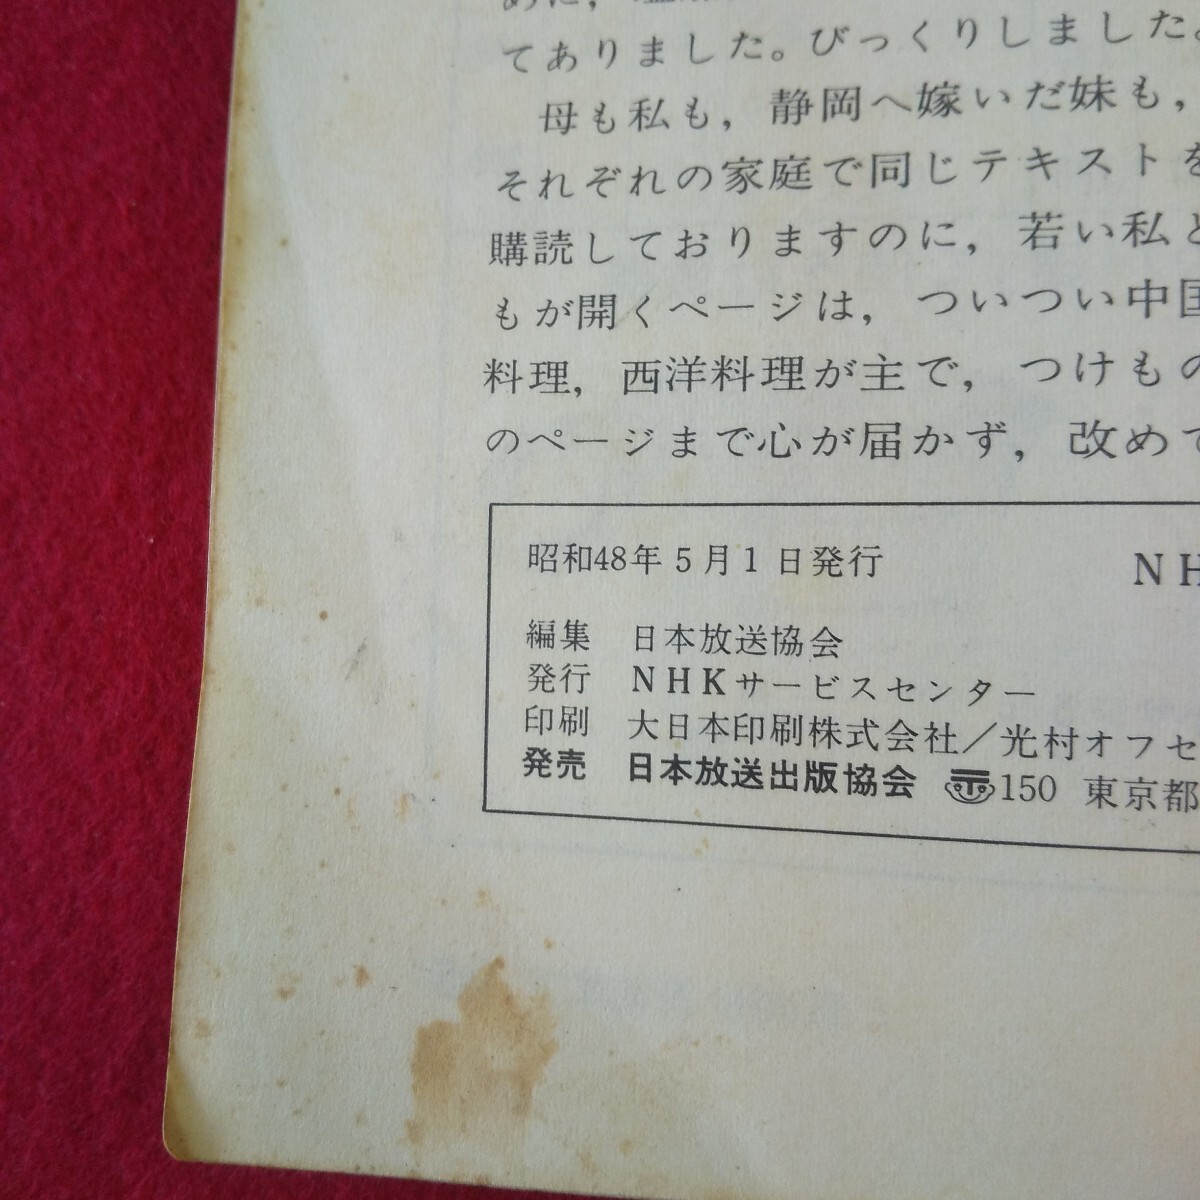 めに，
てありました。びっくりしました。
母も私も，静岡へ嫁いだ妹も，
それぞれの家庭で同じテキストを
購読しておりますのに，若い私と
もが開くページは，ついつい中国
料理，西洋料理が主で，つけもの
のページまで心が届かず，改めて
昭和48年5月1日発行 NH
編集 日本放送協会
発行 NHKサービスセンター
印刷 大日本印刷株式会社／光村オフセ
発売 日本放送出版協会 〒150 東京都